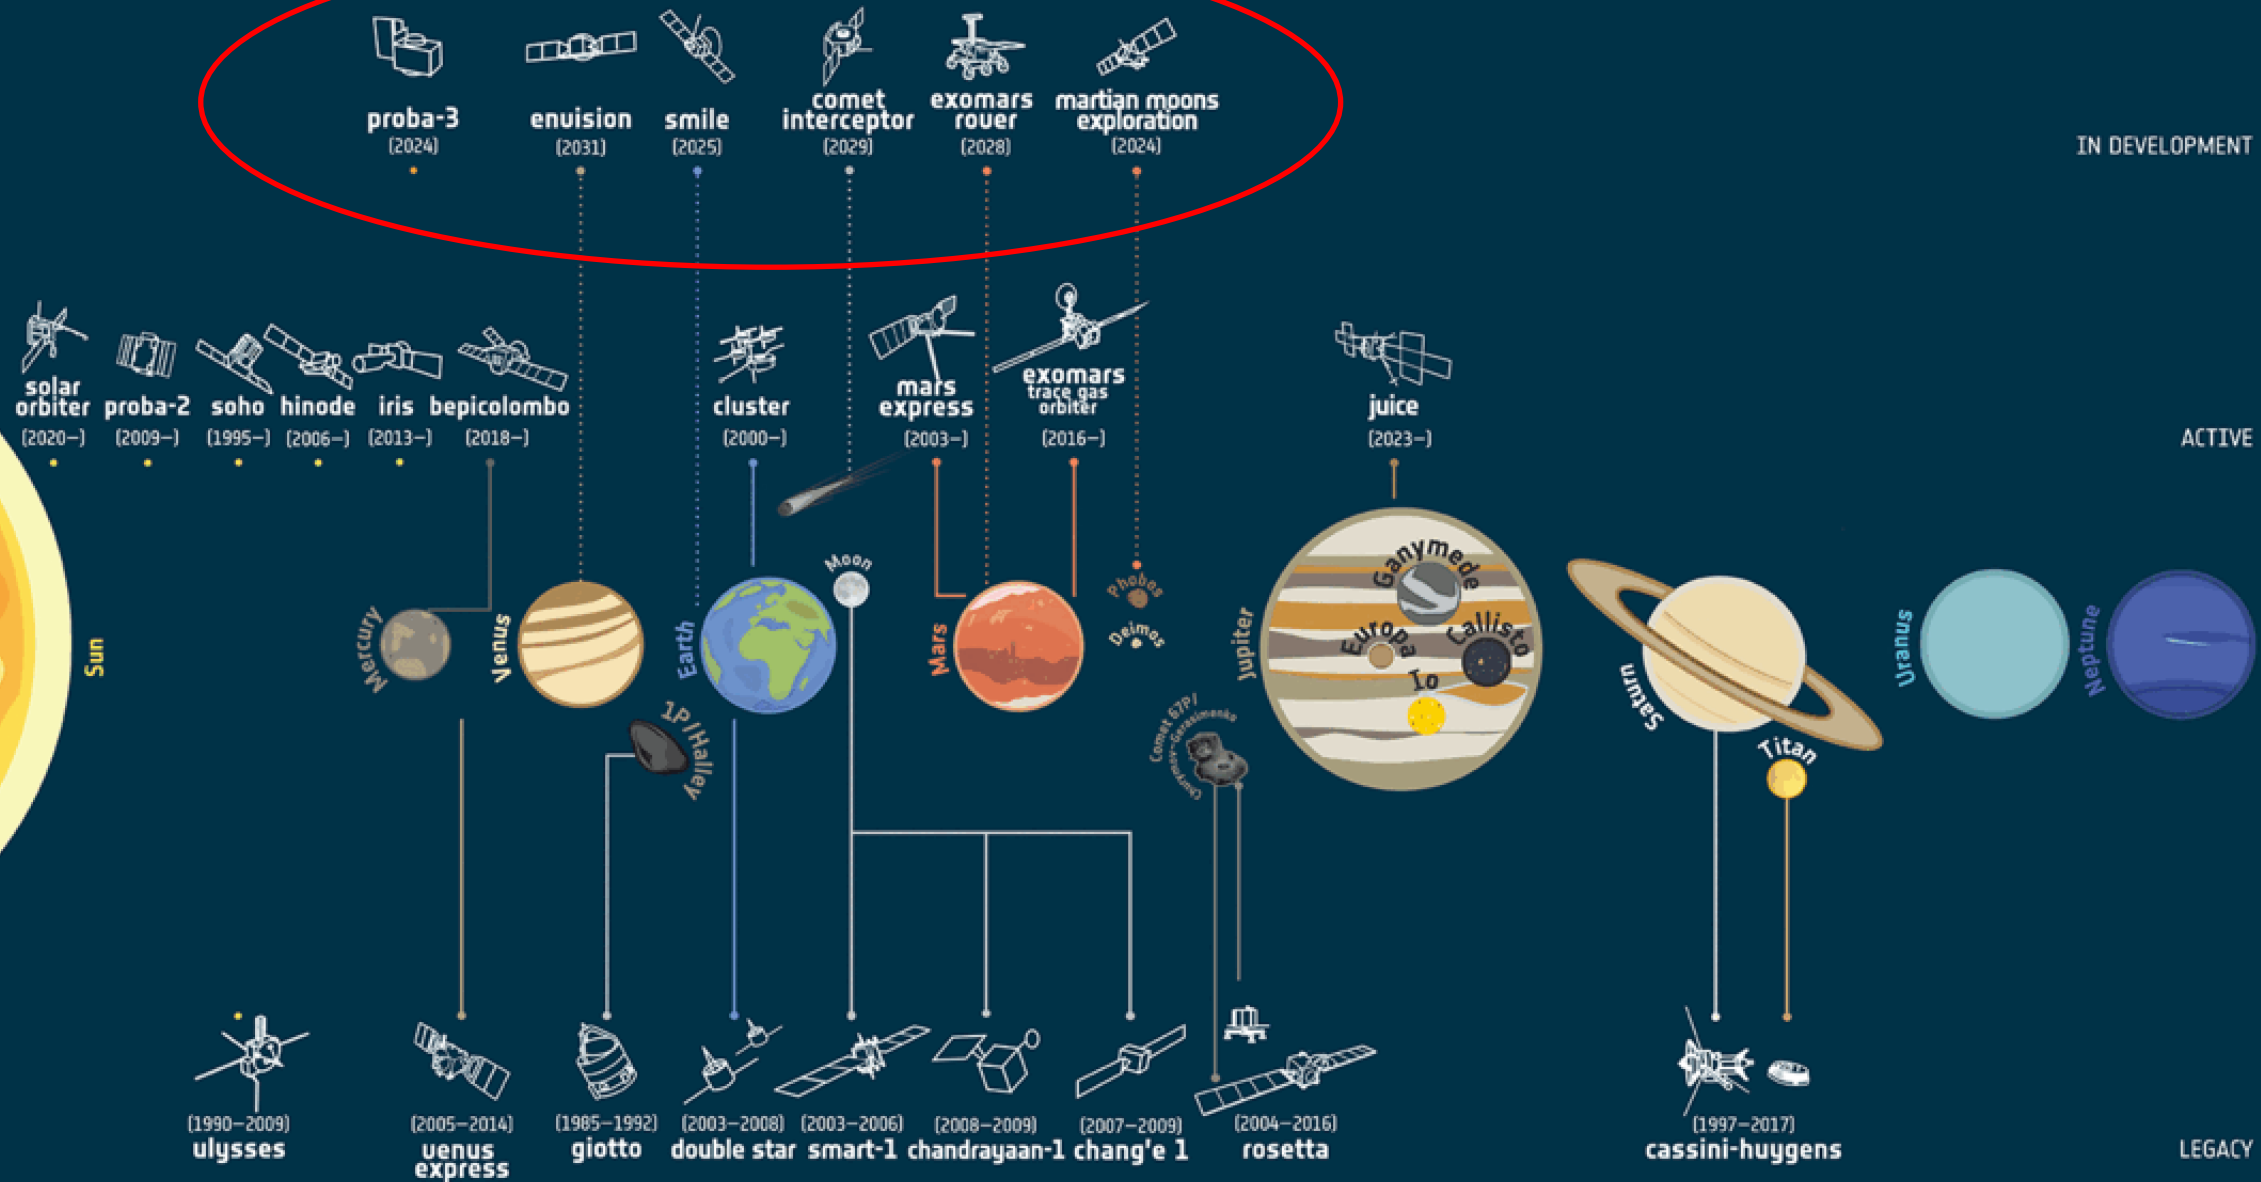 proba-3
(2024)
enuision
(2031)
smile
(2025)
comet
interceptor
(2029)
exomars
rouer
(2028)
martian moons
exploration
(2024)
IN DEVELOPMENT
solar
orbiter
(2020–)
proba-2
(2009–)
soho
(1995–)
hinode
(2006–)
iris
(2013–)
bepicolombo
(2018–)
cluster
(2000–)
mars
express
(2003–)
exomars
trace gas
orbiter
(2016–)
juice
(2023–)
ACTIVE
Sun
Mercury
Venus
Earth
Moon
Mars
Phobos
Deimos
Jupiter
Ganymede
Europa
Callisto
Io
Saturn
Titan
Uranus
Neptune
1P/Halley
Comet 67P/
Churyumov-Gerasimenko
(1990–2009)
ulysses
(2005–2014)
uenus
express
(1985–1992)
giotto
(2003–2008)
double star
(2003–2006)
smart-1
(2008–2009)
chandrayaan-1
(2007–2009)
chang'e 1
(2004–2016)
rosetta
(1997–2017)
cassini-huygens
LEGACY